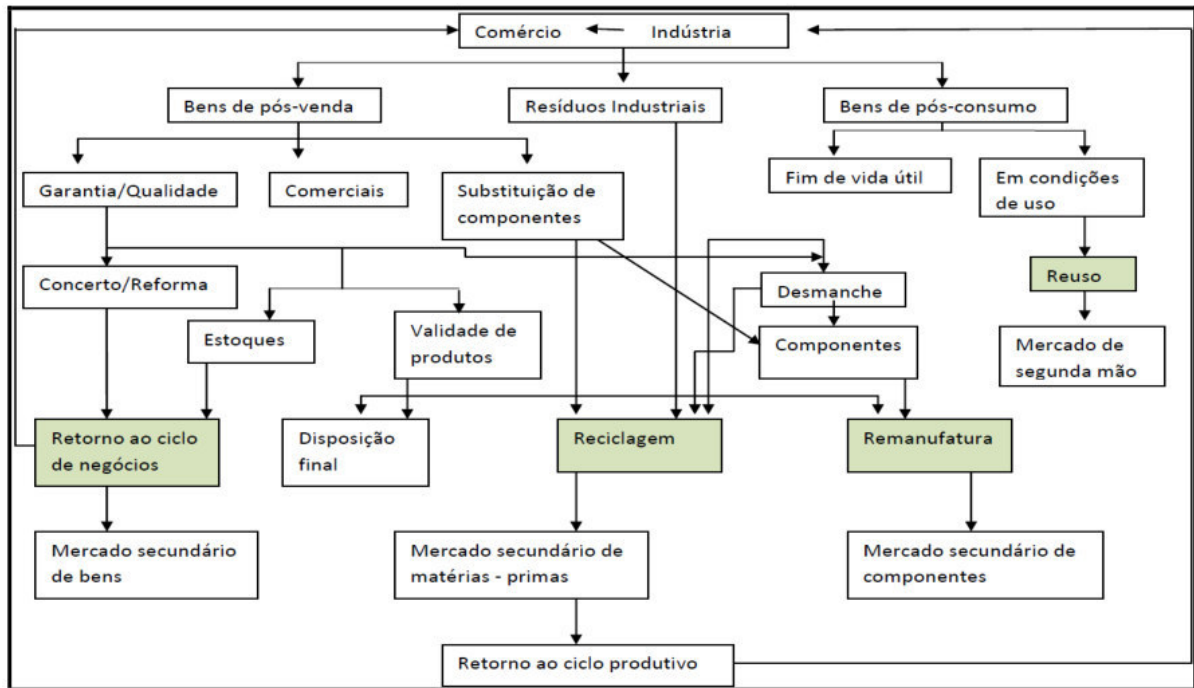 Comércio Indústria
Bens de pós-venda
Resíduos Industriais
Bens de pós-consumo
Garantia/Qualidade
Comerciais
Substituição de
componentes
Fim de vida útil
Em condições
de uso
Concerto/Reforma
Estoques
Validade de
produtos
Desmanche
Componentes
Reuso
Mercado de
segunda mão
Retorno ao ciclo
de negócios
Disposição
final
Reciclagem
Remanufatura
Mercado secundário
de bens
Mercado secundário de
matérias - primas
Mercado secundário de
componentes
Retorno ao ciclo produtivo